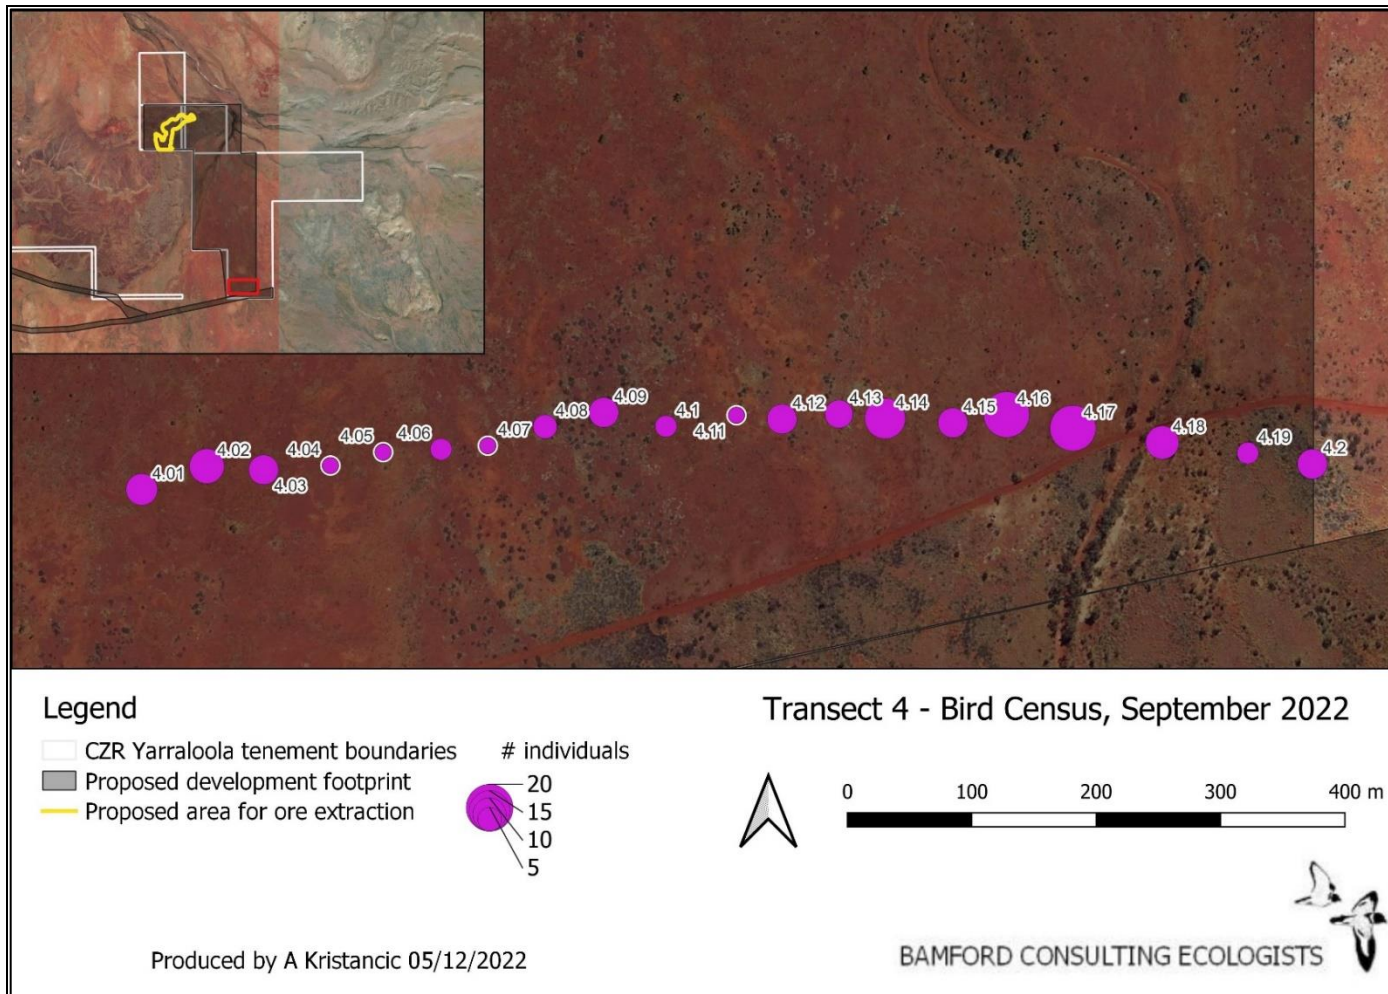 4.01
4.02
4.03
4.04
4.05
4.06
4.07
4.08
4.09
4.1
4.11
4.12
4.13
4.14
4.15
4.16
4.17
4.18
4.19
4.2
Legend
CZR Yarraloola tenement boundaries
Proposed development footprint
Proposed area for ore extraction
# individuals
20
15
10
5
Transect 4 - Bird Census, September 2022
0 100 200 300 400 m
Produced by A Kristancic 05/12/2022
BAMFORD CONSULTING ECOLOGISTS